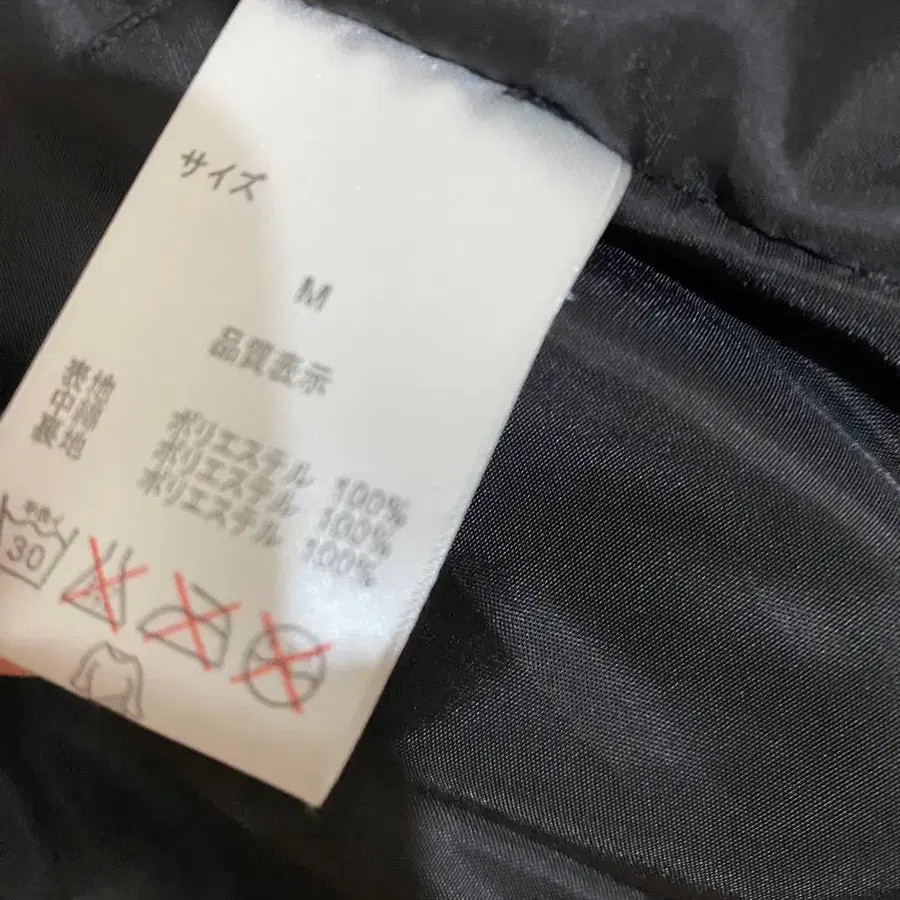 サイズ
M
品質表示
表地 ポリエステル 100%
中綿 ポリエステル 100%
裏地 ポリエステル 100%
30